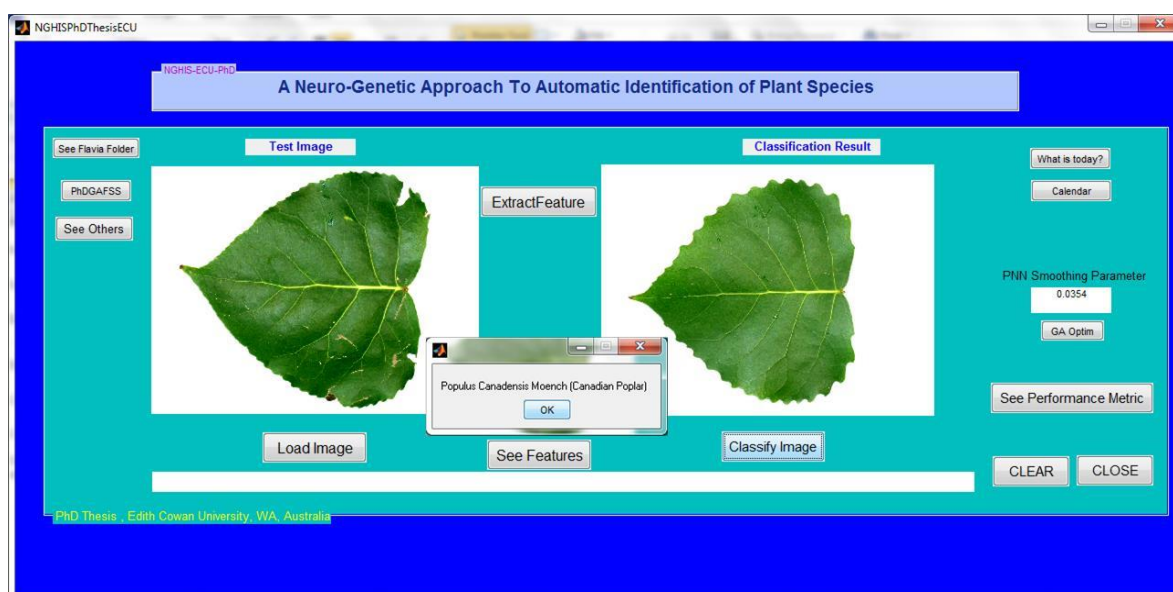 NGHISPhDThesisECU
NGHIS-ECU-PhD
A Neuro-Genetic Approach To Automatic Identification of Plant Species
See Flavia Folder
Test Image
Classification Result
What is today?
PhDGAFSS
ExtractFeature
Calendar
See Others
PNN Smoothing Parameter
0.0354
GA Optim
Populus Canadensis Moench (Canadian Poplar)
OK
See Performance Metric
Load Image
See Features
Classify Image
CLEAR
CLOSE
PhD Thesis , Edith Cowan University, WA, Australia